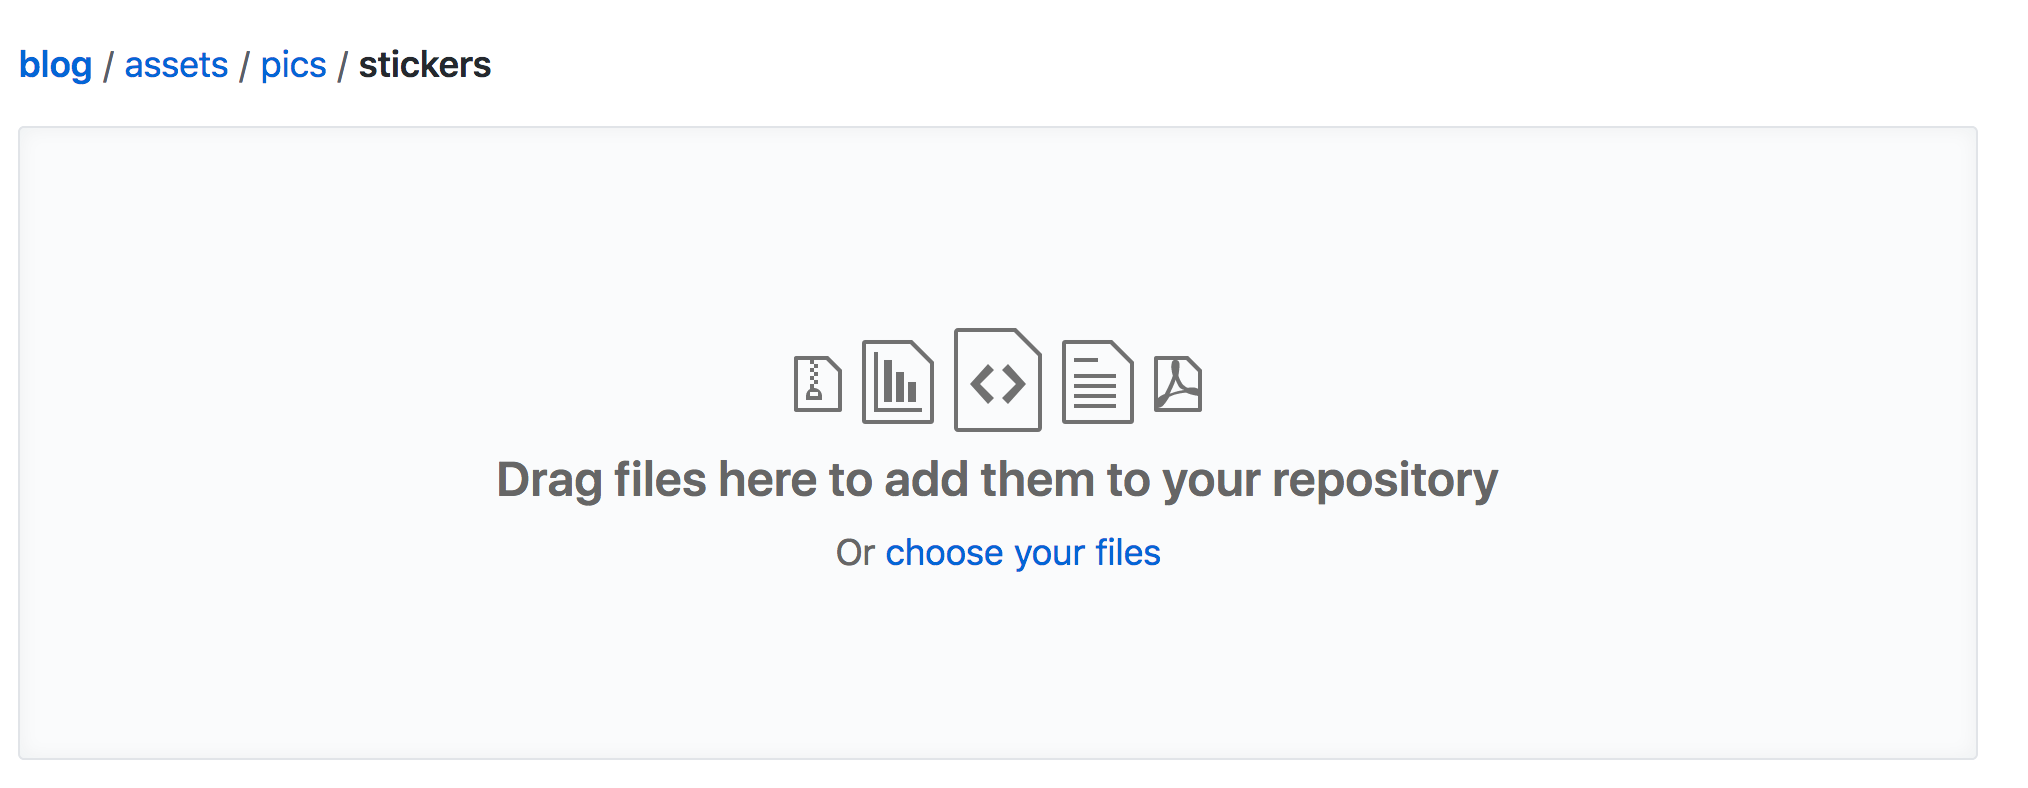 blog / assets / pics / stickers
Drag files here to add them to your repository
Or choose your files